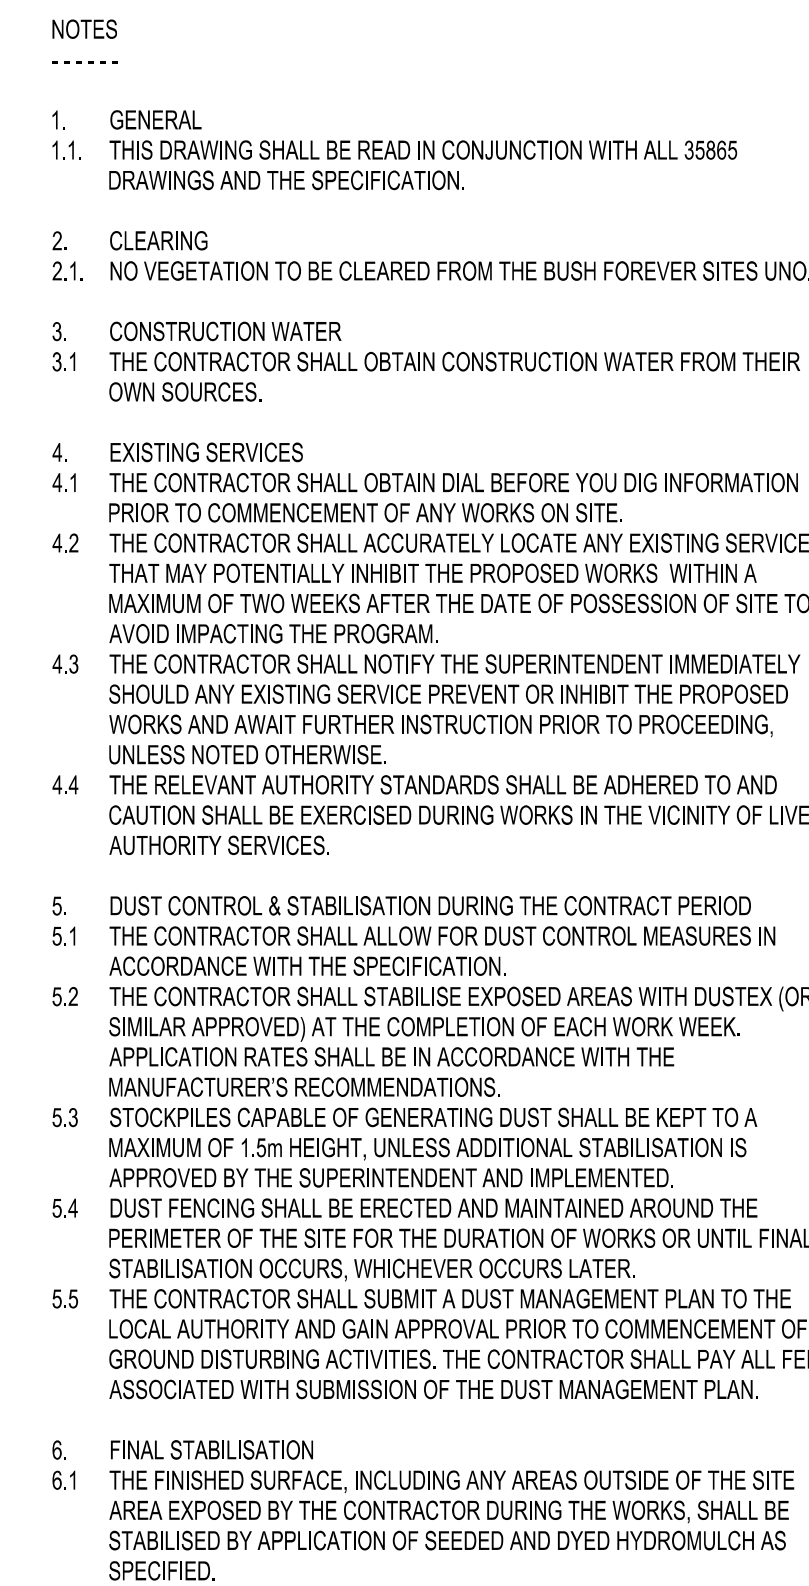 NOTES
------
1. GENERAL
1.1. THIS DRAWING SHALL BE READ IN CONJUNCTION WITH ALL 35865
DRAWINGS AND THE SPECIFICATION.
2. CLEARING
2.1. NO VEGETATION TO BE CLEARED FROM THE BUSH FOREVER SITES UNO.
3. CONSTRUCTION WATER
3.1 THE CONTRACTOR SHALL OBTAIN CONSTRUCTION WATER FROM THEIR
OWN SOURCES.
4. EXISTING SERVICES
4.1 THE CONTRACTOR SHALL OBTAIN DIAL BEFORE YOU DIG INFORMATION
PRIOR TO COMMENCEMENT OF ANY WORKS ON SITE.
4.2 THE CONTRACTOR SHALL ACCURATELY LOCATE ANY EXISTING SERVICE
THAT MAY POTENTIALLY INHIBIT THE PROPOSED WORKS WITHIN A
MAXIMUM OF TWO WEEKS AFTER THE DATE OF POSSESSION OF SITE TO
AVOID IMPACTING THE PROGRAM.
4.3 THE CONTRACTOR SHALL NOTIFY THE SUPERINTENDENT IMMEDIATELY
SHOULD ANY EXISTING SERVICE PREVENT OR INHIBIT THE PROPOSED
WORKS AND AWAIT FURTHER INSTRUCTION PRIOR TO PROCEEDING,
UNLESS NOTED OTHERWISE.
4.4 THE RELEVANT AUTHORITY STANDARDS SHALL BE ADHERED TO AND
CAUTION SHALL BE EXERCISED DURING WORKS IN THE VICINITY OF LIVE
AUTHORITY SERVICES.
5. DUST CONTROL & STABILISATION DURING THE CONTRACT PERIOD
5.1 THE CONTRACTOR SHALL ALLOW FOR DUST CONTROL MEASURES IN
ACCORDANCE WITH THE SPECIFICATION.
5.2 THE CONTRACTOR SHALL STABILISE EXPOSED AREAS WITH DUSTEX (OR
SIMILAR APPROVED) AT THE COMPLETION OF EACH WORK WEEK.
APPLICATION RATES SHALL BE IN ACCORDANCE WITH THE
MANUFACTURER'S RECOMMENDATIONS.
5.3 STOCKPILES CAPABLE OF GENERATING DUST SHALL BE KEPT TO A
MAXIMUM OF 1.5m HEIGHT, UNLESS ADDITIONAL STABILISATION IS
APPROVED BY THE SUPERINTENDENT AND IMPLEMENTED.
5.4 DUST FENCING SHALL BE ERECTED AND MAINTAINED AROUND THE
PERIMETER OF THE SITE FOR THE DURATION OF WORKS OR UNTIL FINAL
STABILISATION OCCURS, WHICHEVER OCCURS LATER.
5.5 THE CONTRACTOR SHALL SUBMIT A DUST MANAGEMENT PLAN TO THE
LOCAL AUTHORITY AND GAIN APPROVAL PRIOR TO COMMENCEMENT OF
GROUND DISTURBING ACTIVITIES. THE CONTRACTOR SHALL PAY ALL
ASSOCIATED WITH SUBMISSION OF THE DUST MANAGEMENT PLAN.
6. FINAL STABILISATION
6.1 THE FINISHED SURFACE, INCLUDING ANY AREAS OUTSIDE OF THE SITE
AREA EXPOSED BY THE CONTRACTOR DURING THE WORKS, SHALL BE
STABILISED BY APPLICATION OF SEEDED AND DYED HYDROMULCH AS
SPECIFIED.